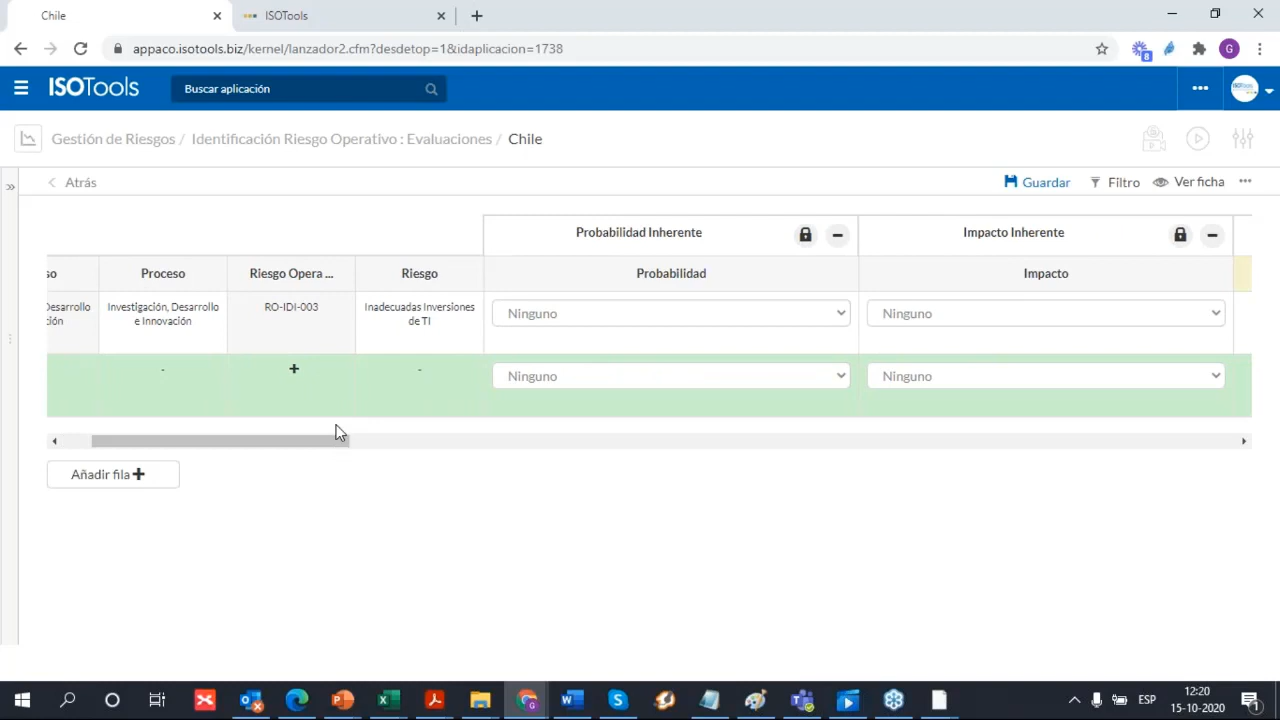 Chile
ISOTools
appaco.isotools.biz/kernel/lanzador2.cfm?desdetop=1&idaplicacion=1738
G
8
ISOTools
Buscar aplicación
Gestión de Riesgos / Identificación Riesgo Operativo : Evaluaciones / Chile
Atrás
Guardar
Filtro
Ver ficha
Probabilidad Inherente
Impacto Inherente
so
Proceso
Riesgo Opera ...
Riesgo
Probabilidad
Impacto
Desarrollo
ción
Investigación, Desarrollo
e Innovación
RO-IDI-003
Inadecuadas Inversiones
de TI
Ninguno
Ninguno
-
+
-
Ninguno
Ninguno
Añadir fila +
ESP
12:20
15-10-2020
1